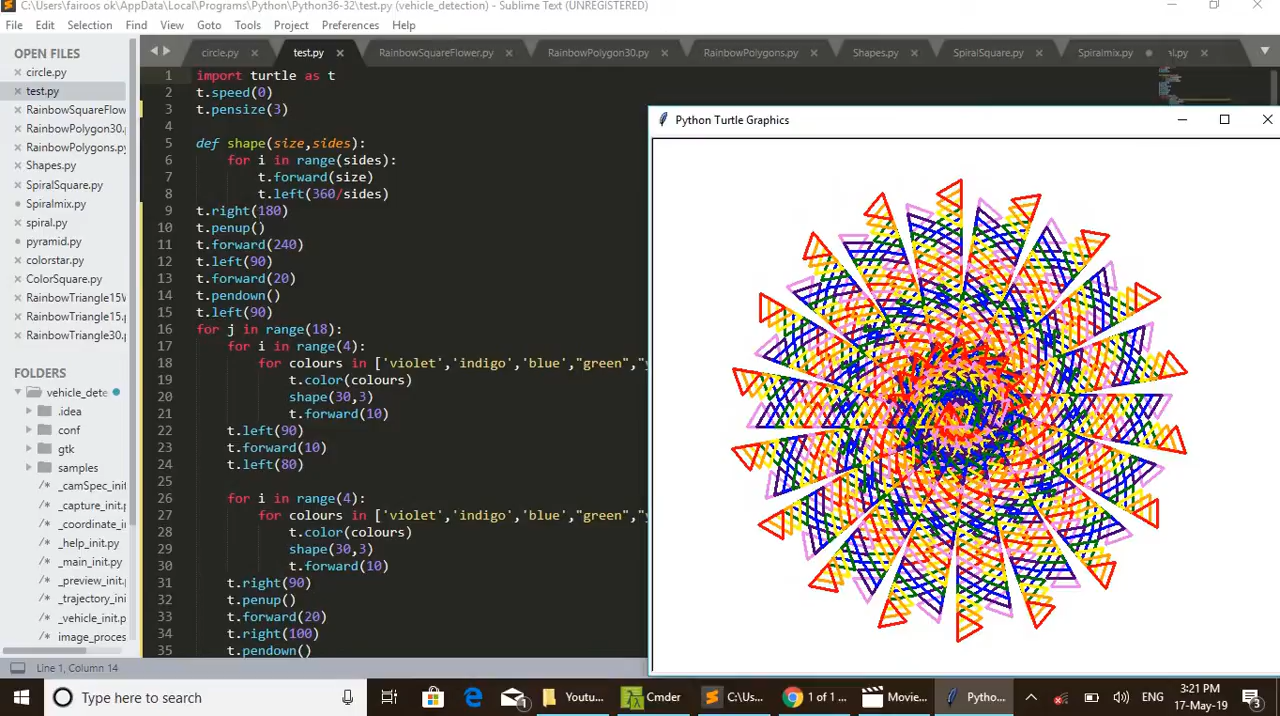 C:\Users\fairoos ok\AppData\Local\Programs\Python\Python36-32\test.py (vehicle_detection) - Sublime Text (UNREGISTERED)
File Edit Selection Find View Goto Tools Project Preferences Help
OPEN FILES
circle.py
test.py
RainbowSquareFlow
RainbowPolygon30.
RainbowPolygons.py
Shapes.py
SpiralSquare.py
Spiralmix.py
spiral.py
pyramid.py
colorstar.py
ColorSquare.py
RainbowTriangle15W
RainbowTriangle15.p
RainbowTriangle30.p
FOLDERS
vehicle_dete
.idea
conf
gtk
samples
/* _camSpec_init
/* _capture_init.p
/* _coordinate_i
/* _help_init.py
/* _main_init.py
/* _preview_init.p
/* _trajectory_ini
/* _vehicle_init.p
image_proces
circle.py test.py RainbowSquareFlower.py RainbowPolygon30.py RainbowPolygons.py Shapes.py SpiralSquare.py Spiralmix.py al.py
1 import turtle as t
2 t.speed(0)
3 t.pensize(3)
4
5 def shape(size,sides):
6 for i in range(sides):
7 t.forward(size)
8 t.left(360/sides)
9 t.right(180)
10 t.penup()
11 t.forward(240)
12 t.left(90)
13 t.forward(20)
14 t.pendown()
15 t.left(90)
16 for j in range(18):
17 for i in range(4):
18 for colours in ['violet','indigo','blue',"green","y
19 t.color(colours)
20 shape(30,3)
21 t.forward(10)
22 t.left(90)
23 t.forward(10)
24 t.left(80)
25
26 for i in range(4):
27 for colours in ['violet','indigo','blue',"green","y
28 t.color(colours)
29 shape(30,3)
30 t.forward(10)
31 t.right(90)
32 t.penup()
33 t.forward(20)
34 t.right(100)
35 t.pendown()
Python Turtle Graphics
Line 1, Column 14
Type here to search
1
Youtu...
Cmder
C:\Us...
1 of 1 ...
Movie...
Pytho...
ENG
3:21 PM
17-May-19
3